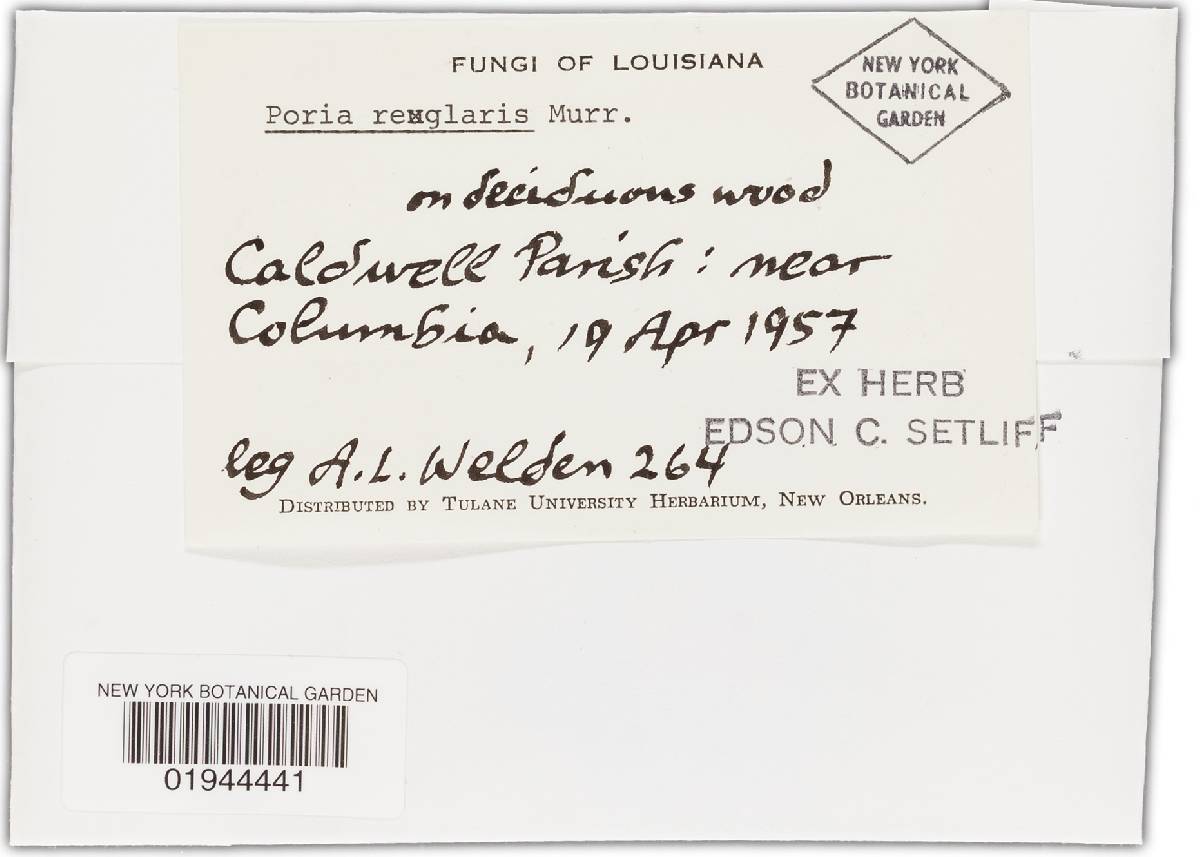 FUNGI OF LOUISIANA
NEW YORK
BOTANICAL
GARDEN
Poria Murr.
on deciduous wood
Caldwell Parish: near
Columbia, 19 Apr 1957
EX HERB
EDSON C. SETLIFF
leg A.L. Welden 264
DISTRIBUTED BY TULANE UNIVERSITY HERBARIUM, NEW ORLEANS.
NEW YORK BOTANICAL GARDEN
01944441